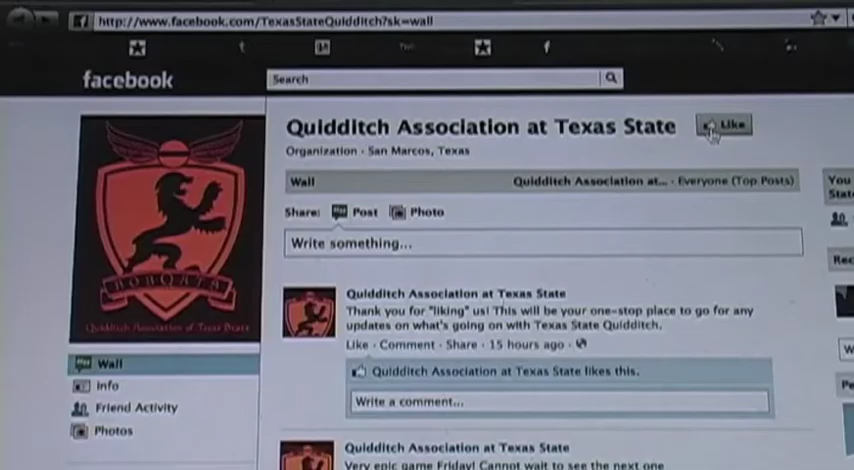 http://www.facebook.com/TexasStateQuidditch?sk=wall
facebook
Search
Quidditch Association at Texas State
Like
Organization · San Marcos, Texas
Wall
Quidditch Association at... · Everyone (Top Posts)
Share: Post Photo
Write something...
Quidditch Association at Texas State
Thank you for "liking" us! This will be your one-stop place to go for any
updates on what's going on with Texas State Quidditch.
Like · Comment · Share · 15 hours ago ·
Quidditch Association at Texas State likes this.
Write a comment...
Quidditch Association at Texas State
Very epic game Friday! Cannot wait to see the next one
Quidditch Association at Texas State
Wall
Info
Friend Activity
Photos
You
State
Rec
W
Pe